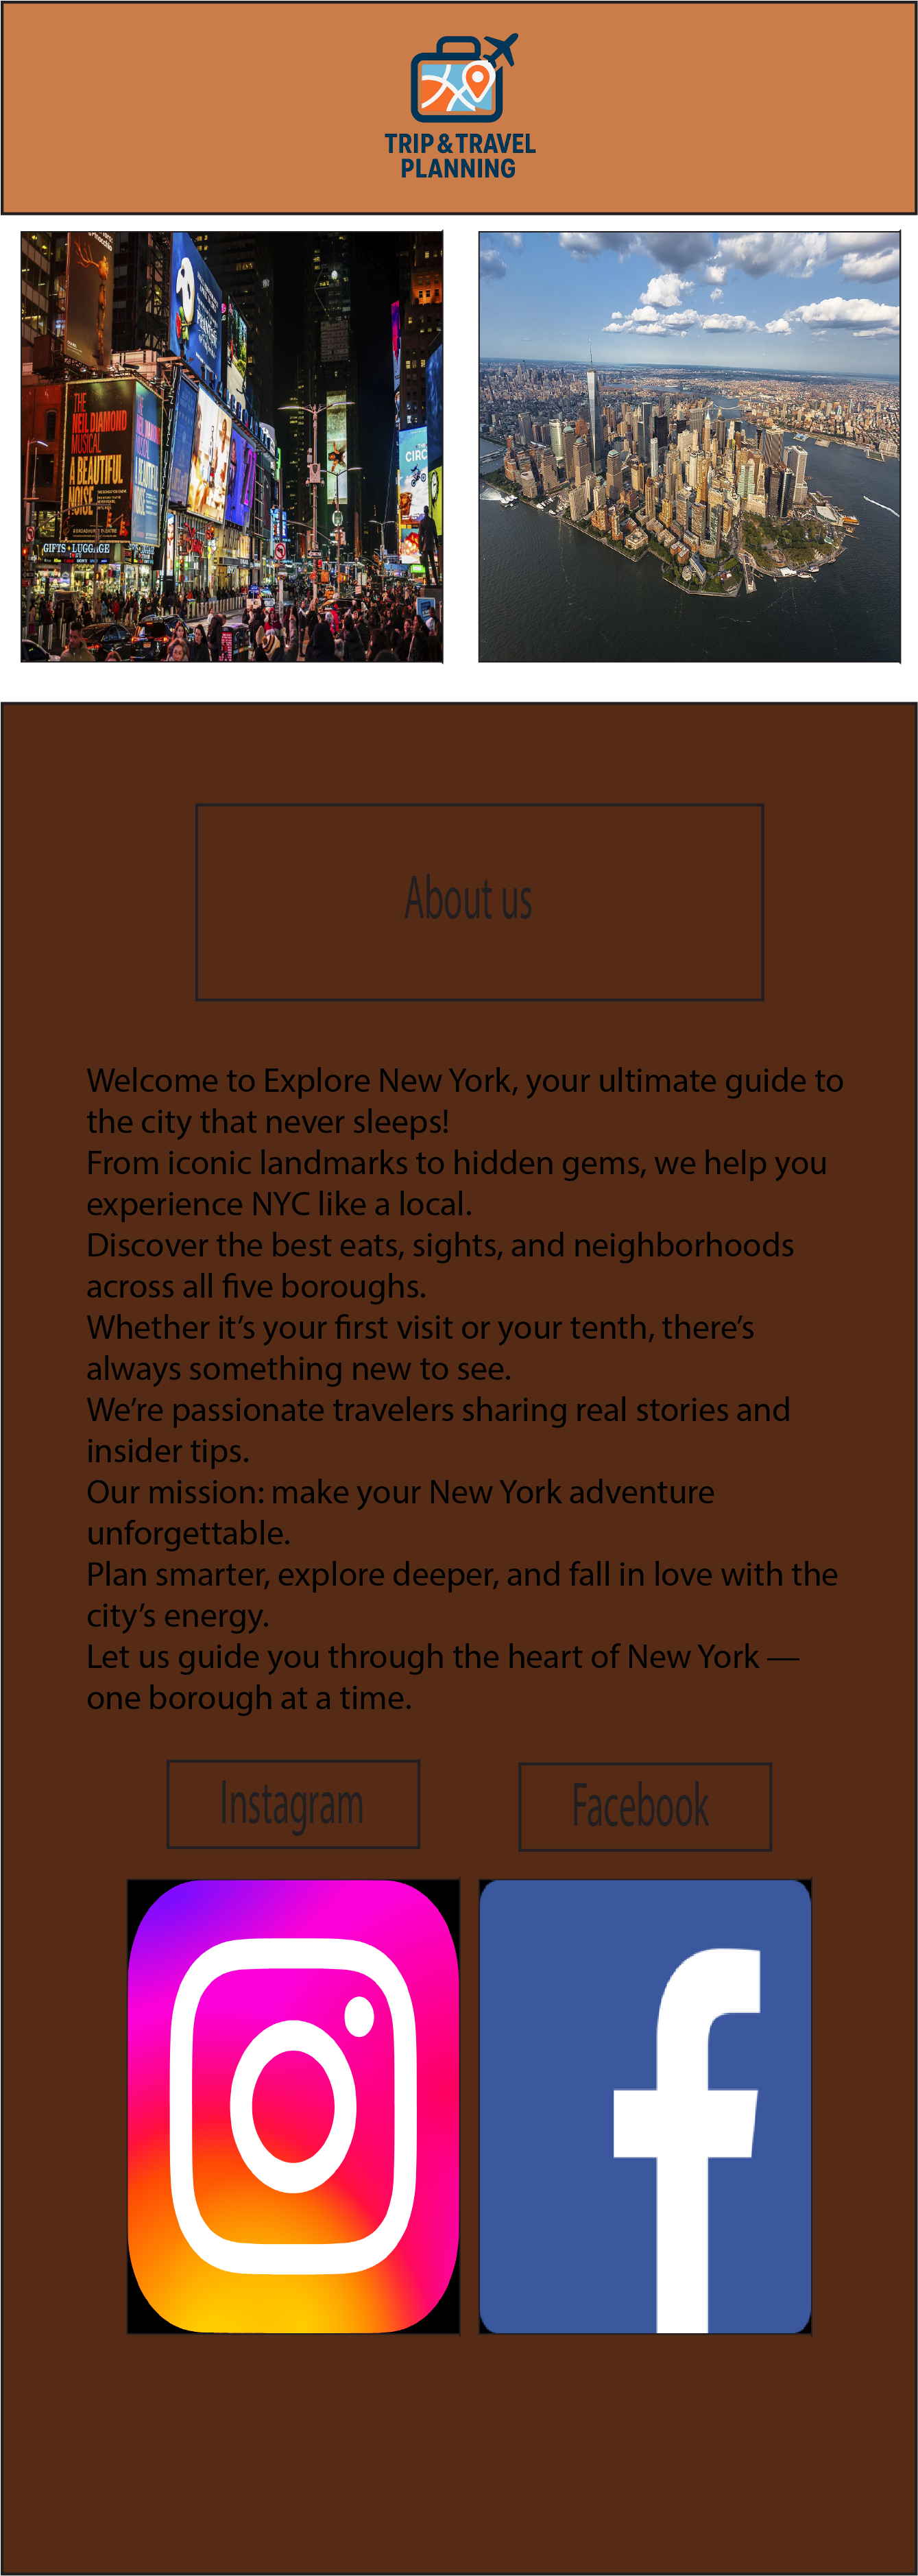 TRIP & TRAVEL
PLANNING
THE
NEIL DIAMOND
MUSICAL
A BEAUTIFUL
NOISE
GIFTS • LUGGAGE
THE
CIRC
About us
Welcome to Explore New York, your ultimate guide to
the city that never sleeps!
From iconic landmarks to hidden gems, we help you
experience NYC like a local.
Discover the best eats, sights, and neighborhoods
across all five boroughs.
Whether it’s your first visit or your tenth, there’s
always something new to see.
We’re passionate travelers sharing real stories and
insider tips.
Our mission: make your New York adventure
unforgettable.
Plan smarter, explore deeper, and fall in love with the
city’s energy.
Let us guide you through the heart of New York —
one borough at a time.
Instagram
Facebook